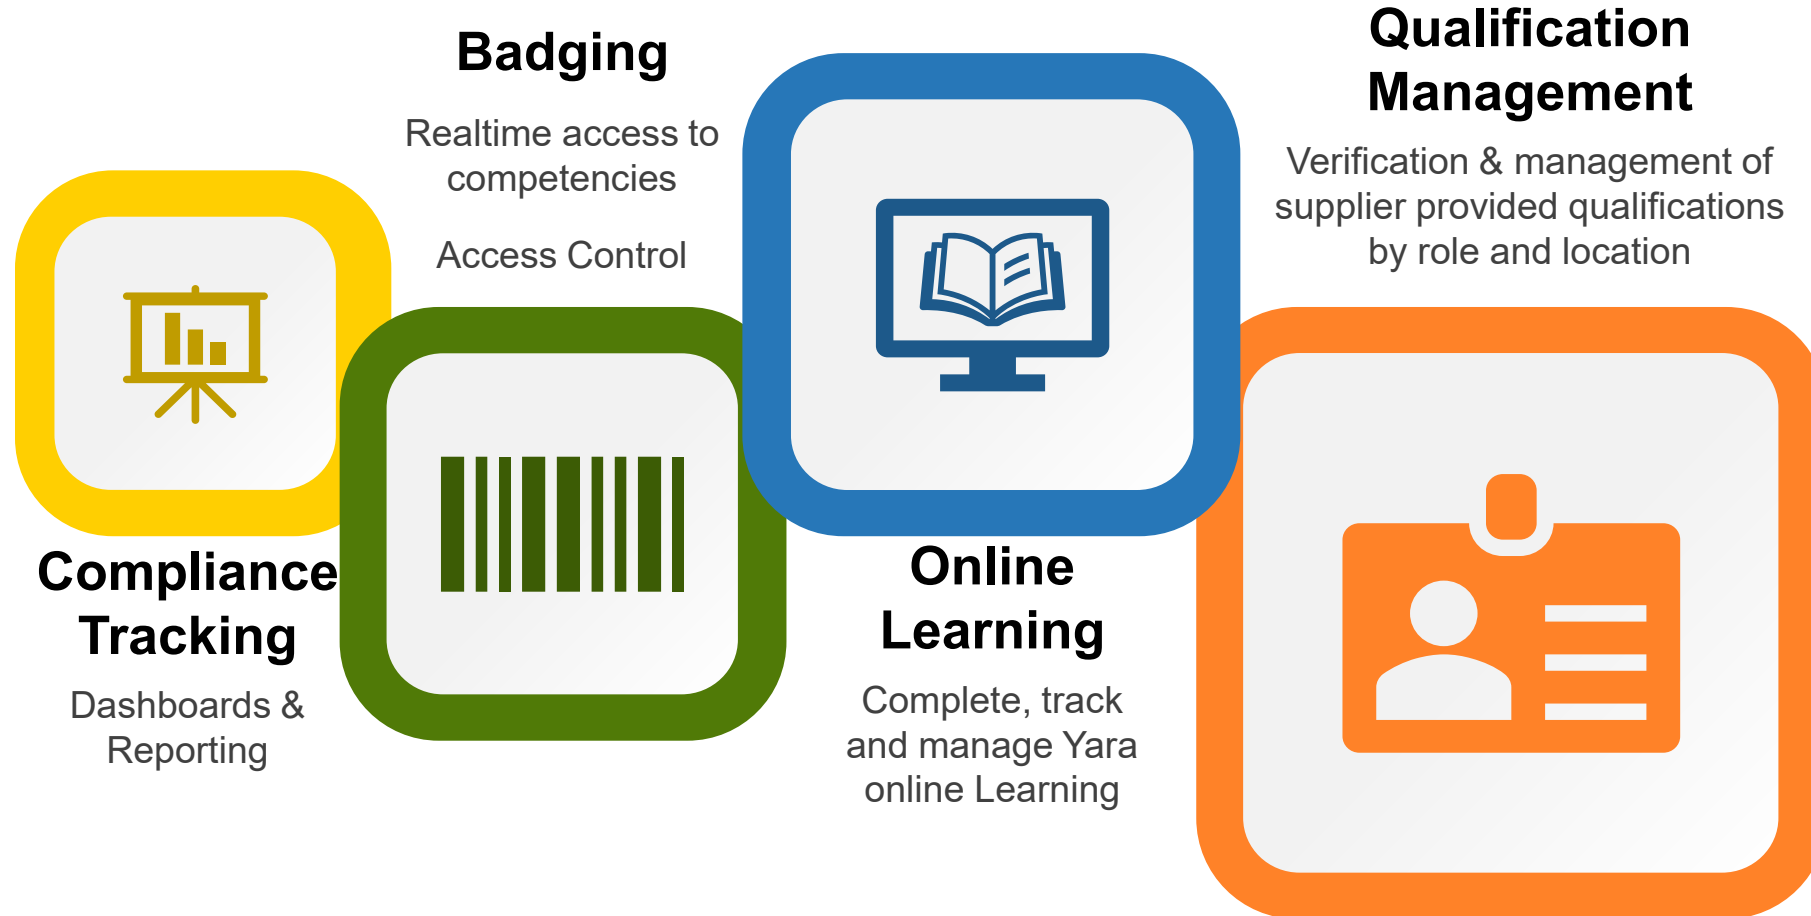 Badging
Realtime access to
competencies
Access Control
Qualification
Management
Verification & management of
supplier provided qualifications
by role and location
Compliance
Tracking
Dashboards &
Reporting
Online
Learning
Complete, track
and manage Yara
online Learning